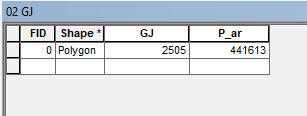 02 GJ
FID Shape * GJ P_ar
0 Polygon 2505 441613